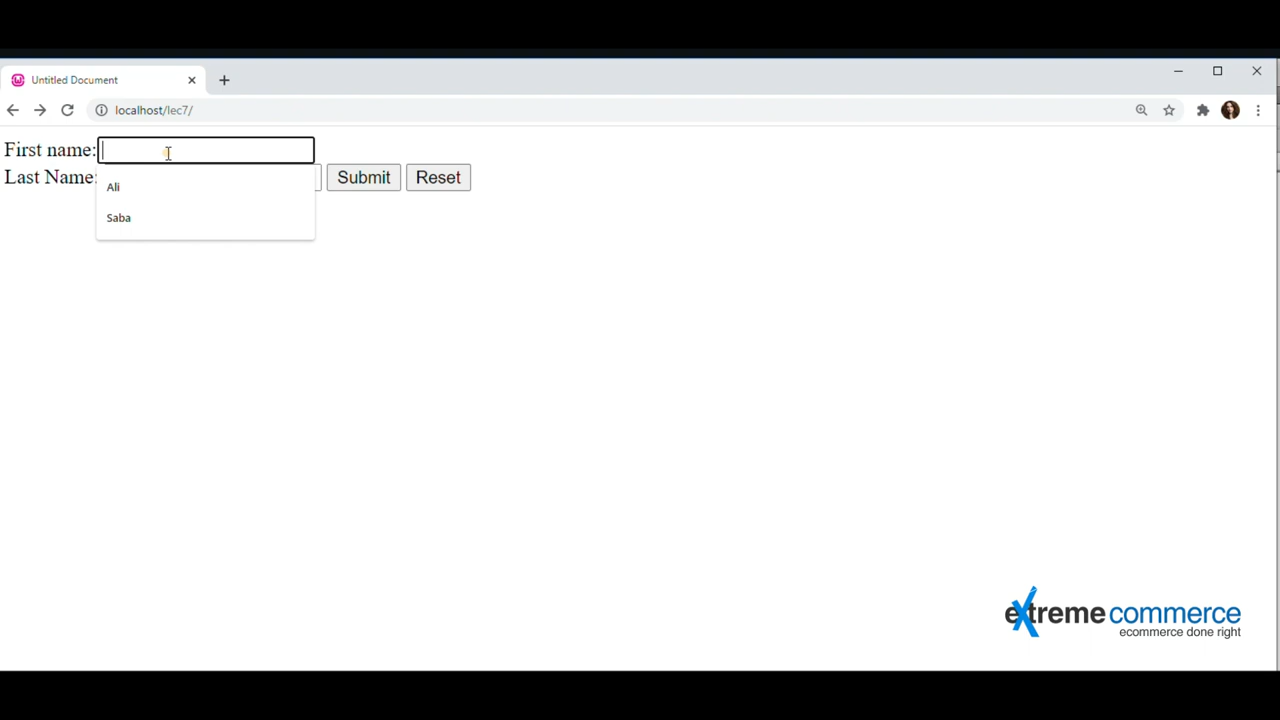 Untitled Document
localhost/lec7/
First name:
Last Name:
Submit Reset
Ali
Saba
extreme commerce
ecommerce done right